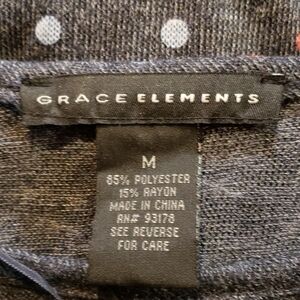 GRACE ELEMENTS
M
85% POLYESTER
15% RAYON
MADE IN CHINA
RN# 93178
SEE REVERSE
FOR CARE